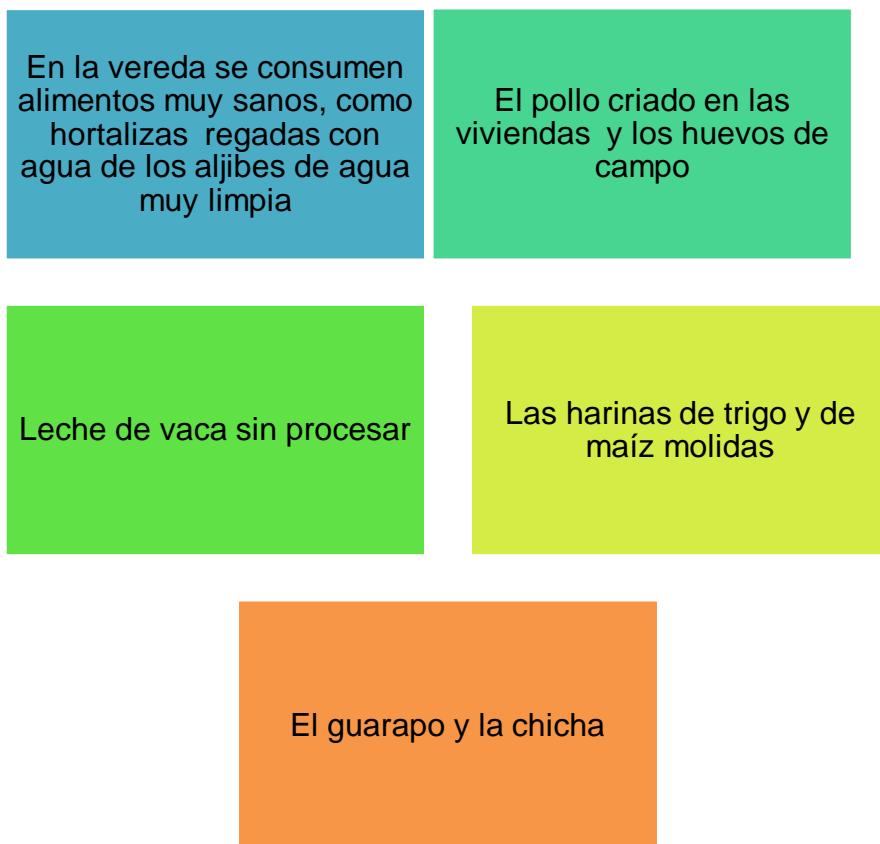 En la vereda se consumen
alimentos muy sanos, como
hortalizas  regadas con
agua de los aljibes de agua
muy limpia
El pollo criado en las
viviendas  y los huevos de
campo
Leche de vaca sin procesar
Las harinas de trigo y de
maíz molidas
El guarapo y la chicha